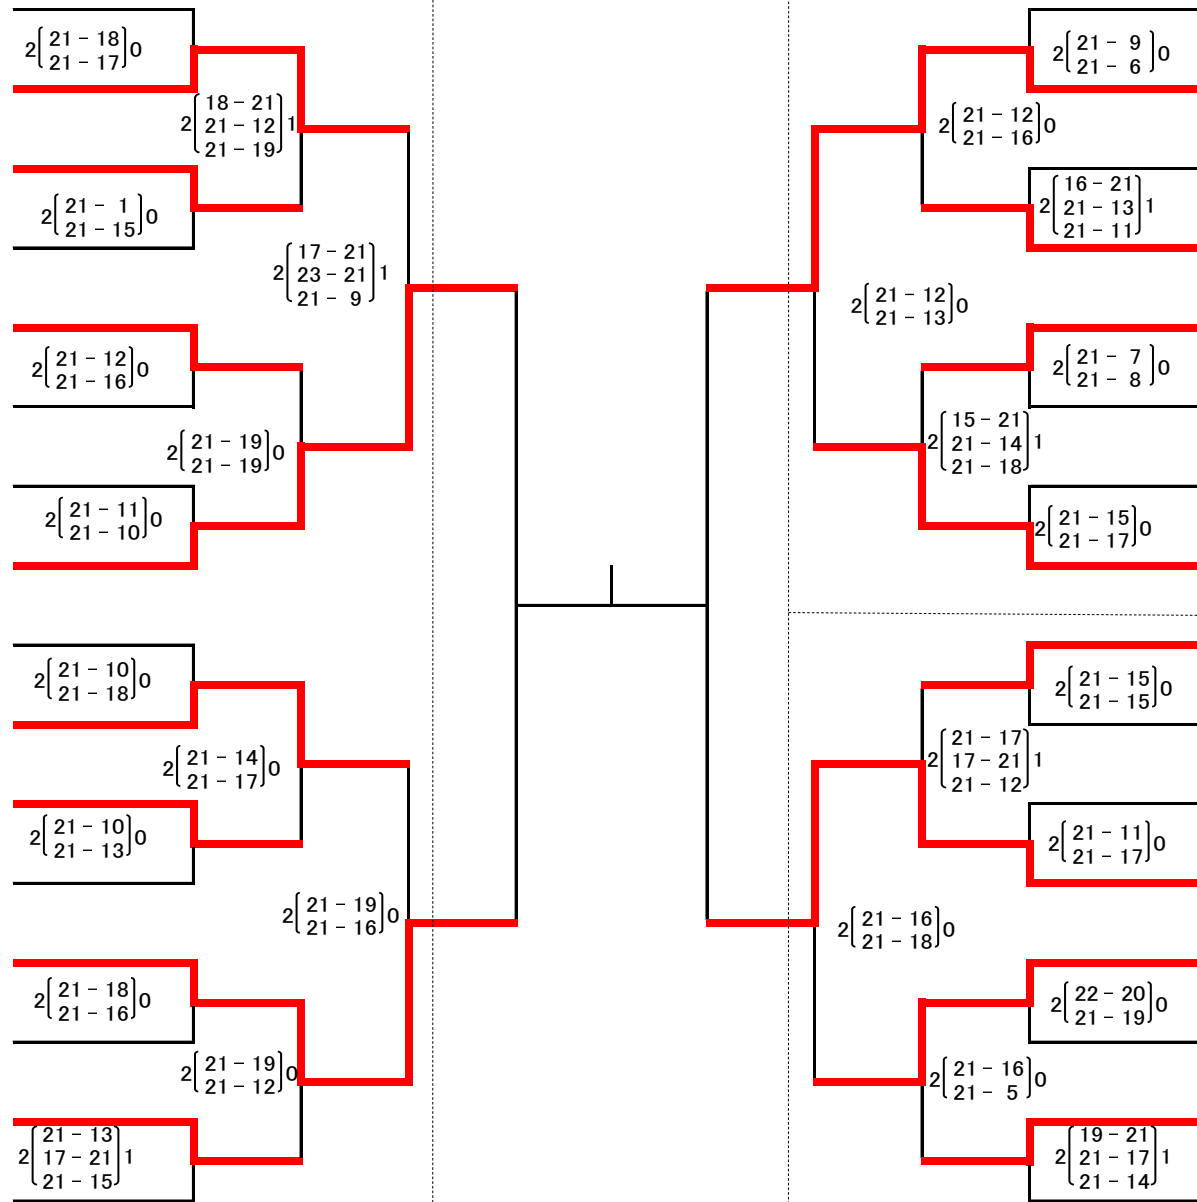 2 21 - 18 0
21 - 17
18 - 21
2 21 - 12 1
21 - 19
2 21 - 1 0
21 - 15
17 - 21
2 23 - 21 1
21 - 9
2 21 - 12 0
21 - 16
2 21 - 19 0
21 - 19
2 21 - 11 0
21 - 10
2 21 - 10 0
21 - 18
2 21 - 14 0
21 - 17
2 21 - 10 0
21 - 13
2 21 - 19 0
21 - 16
2 21 - 18 0
21 - 16
2 21 - 19 0
21 - 12
21 - 13
2 17 - 21 1
21 - 15
2 21 - 9 0
21 - 6
2 21 - 12 0
21 - 16
16 - 21
2 21 - 13 1
21 - 11
2 21 - 12 0
21 - 13
2 21 - 7 0
21 - 8
15 - 21
2 21 - 14 1
21 - 18
2 21 - 15 0
21 - 17
2 21 - 15 0
21 - 15
21 - 17
2 17 - 21 1
21 - 12
2 21 - 11 0
21 - 17
2 21 - 16 0
21 - 18
2 22 - 20 0
21 - 19
2 21 - 16 0
21 - 5
19 - 21
2 21 - 17 1
21 - 14